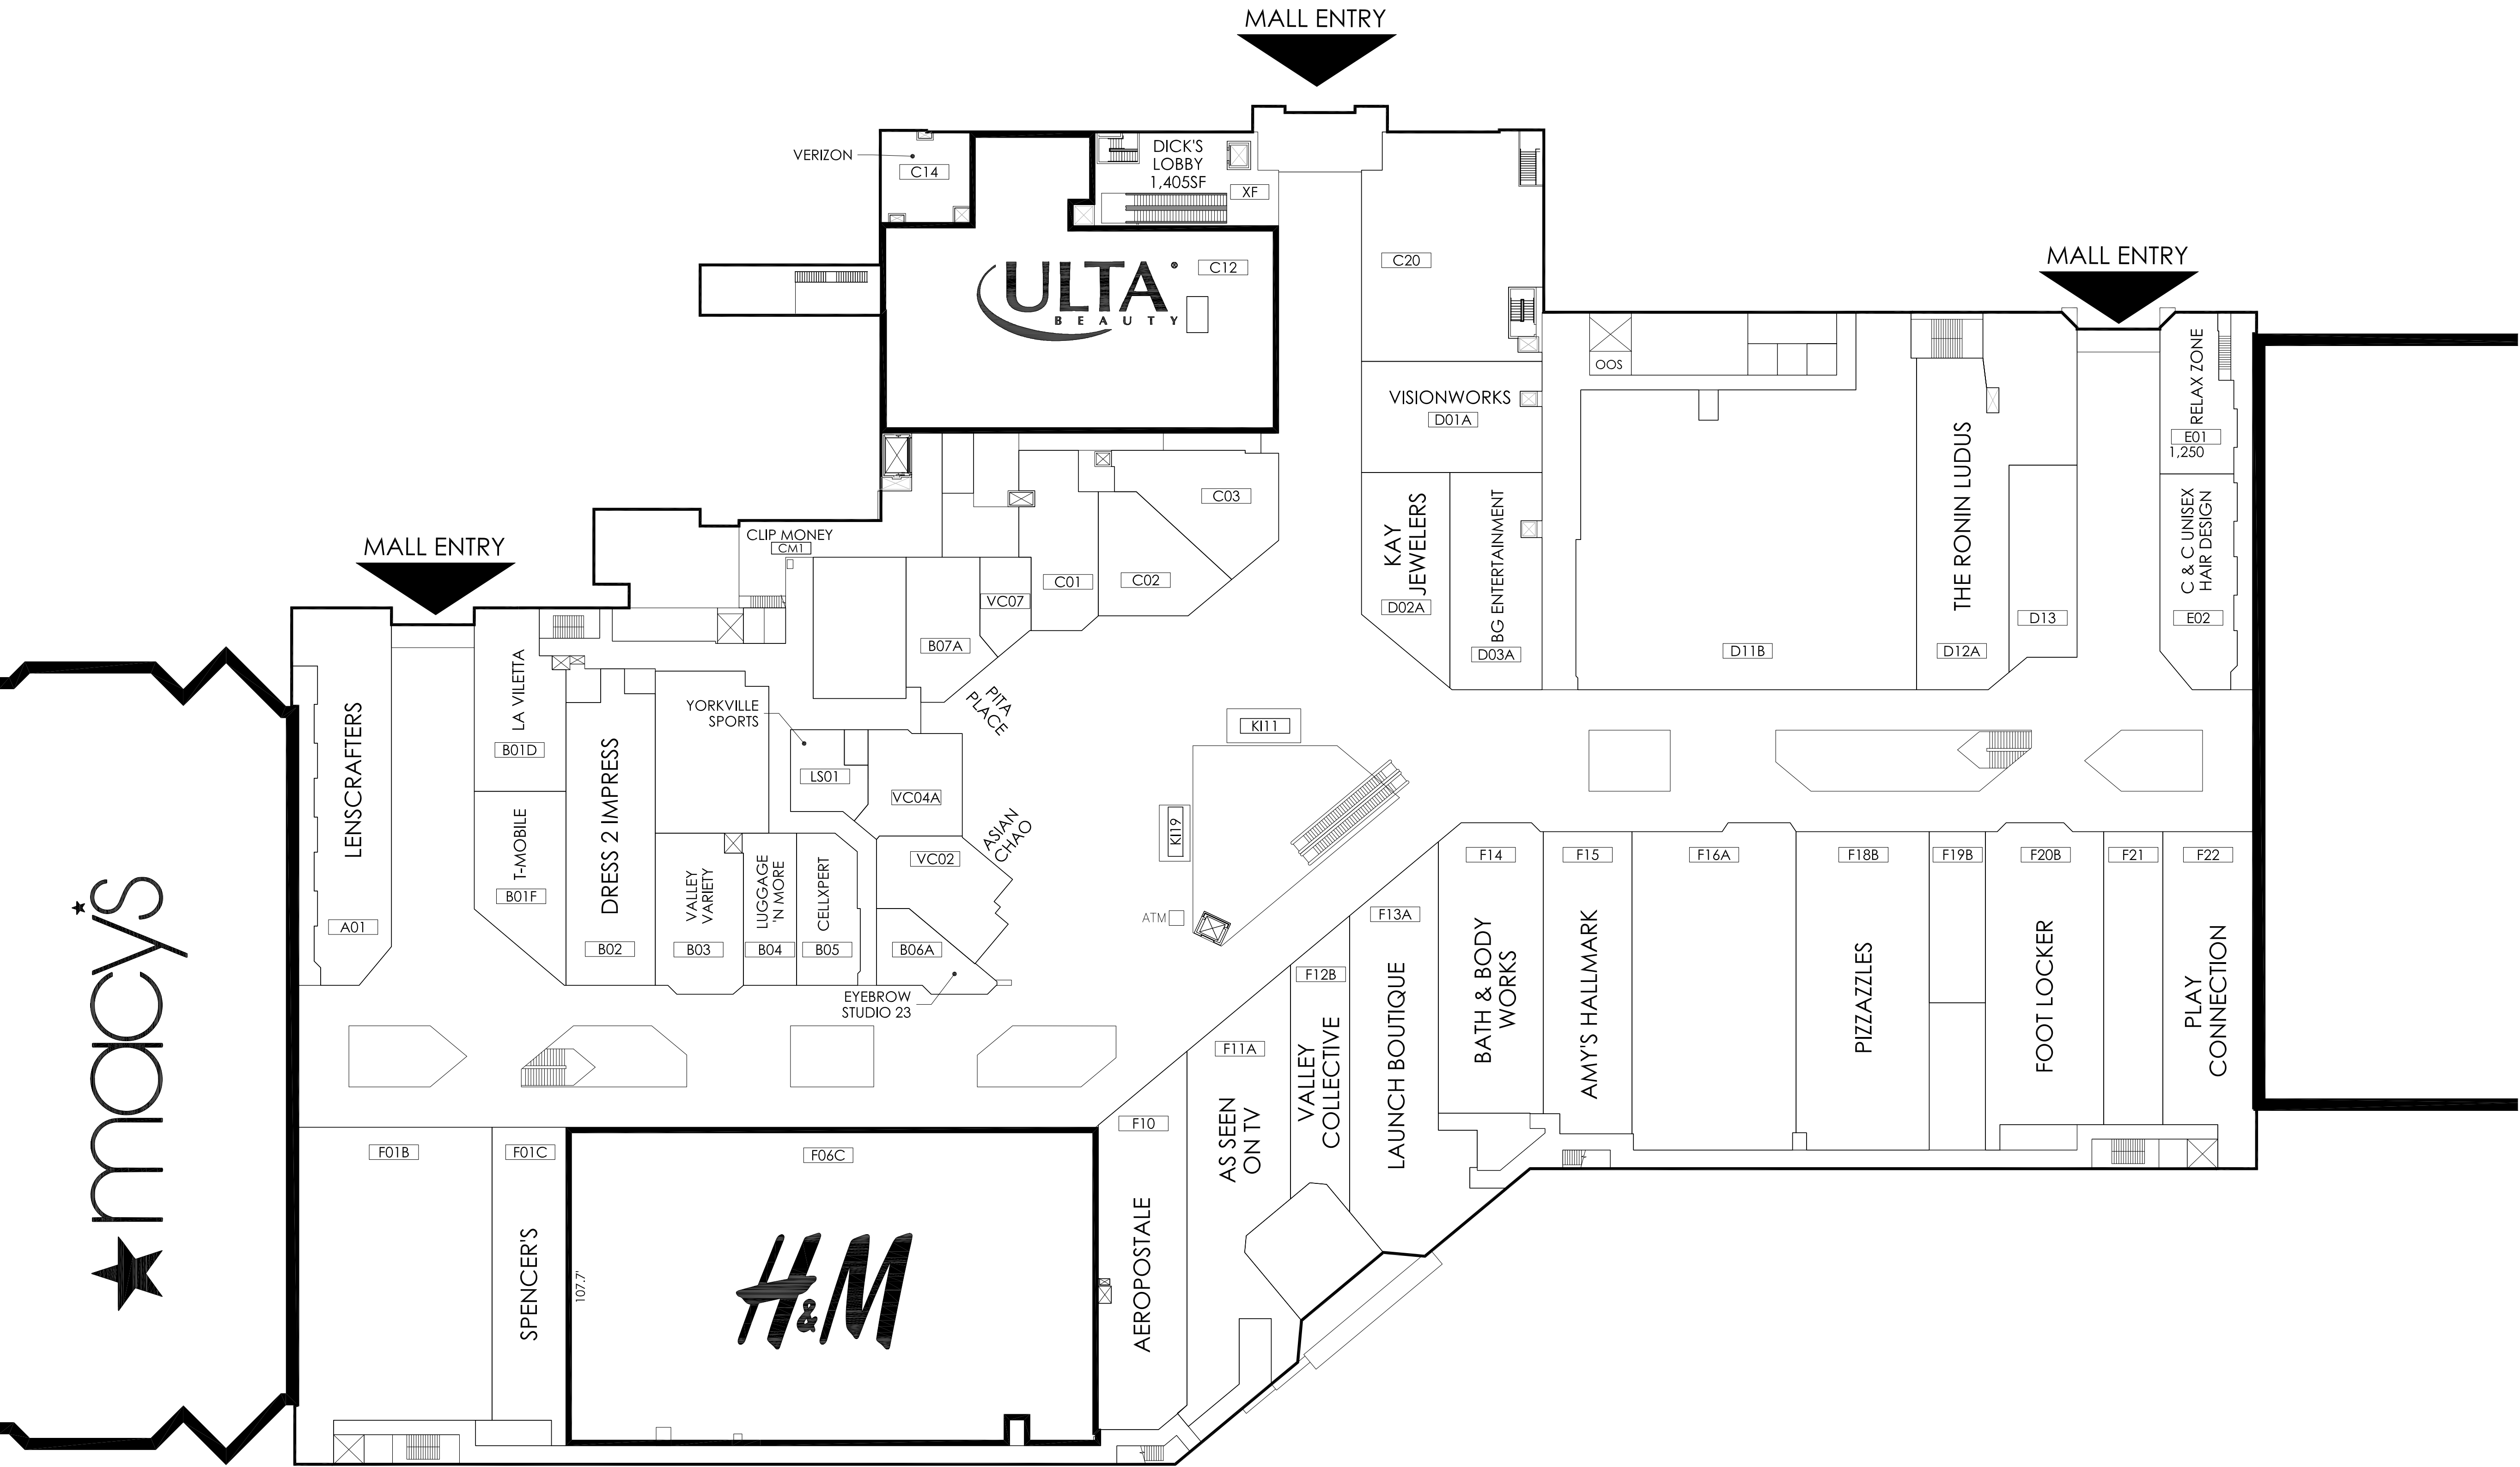 MALL ENTRY
VERIZON
C14
DICK'S
LOBBY
1,405SF
XF
C12
ULTA
BEAUTY
C20
MALL ENTRY
OOS
VISIONWORKS
D01A
RELAX ZONE
E01
1,250
KAY
JEWELERS
D02A
BG ENTERTAINMENT
D03A
D11B
THE RONIN LUDUS
D12A
D13
C & C UNISEX
HAIR DESIGN
E02
C03
C02
C01
VC07
B07A
CLIP MONEY
CM1
MALL ENTRY
macy's
LENSCRAFTERS
A01
LA VILETTA
B01D
T-MOBILE
B01F
DRESS 2 IMPRESS
B02
YORKVILLE
SPORTS
LS01
VC04A
PITA
PLACE
ASIAN
CHAO
VC02
VALLEY
VARIETY
B03
LUGGAGE
'N MORE
B04
CELLXPERT
B05
B06A
EYEBROW
STUDIO 23
KI11
KI19
ATM
F01B
F01C
SPENCER'S
107.7'
F06C
H&M
F10
AEROPOSTALE
F11A
AS SEEN
ON TV
F12B
VALLEY
COLLECTIVE
F13A
LAUNCH BOUTIQUE
F14
BATH & BODY
WORKS
F15
AMY'S HALLMARK
F16A
F18B
PIZAZZLES
F19B
F20B
FOOT LOCKER
F21
F22
PLAY
CONNECTION